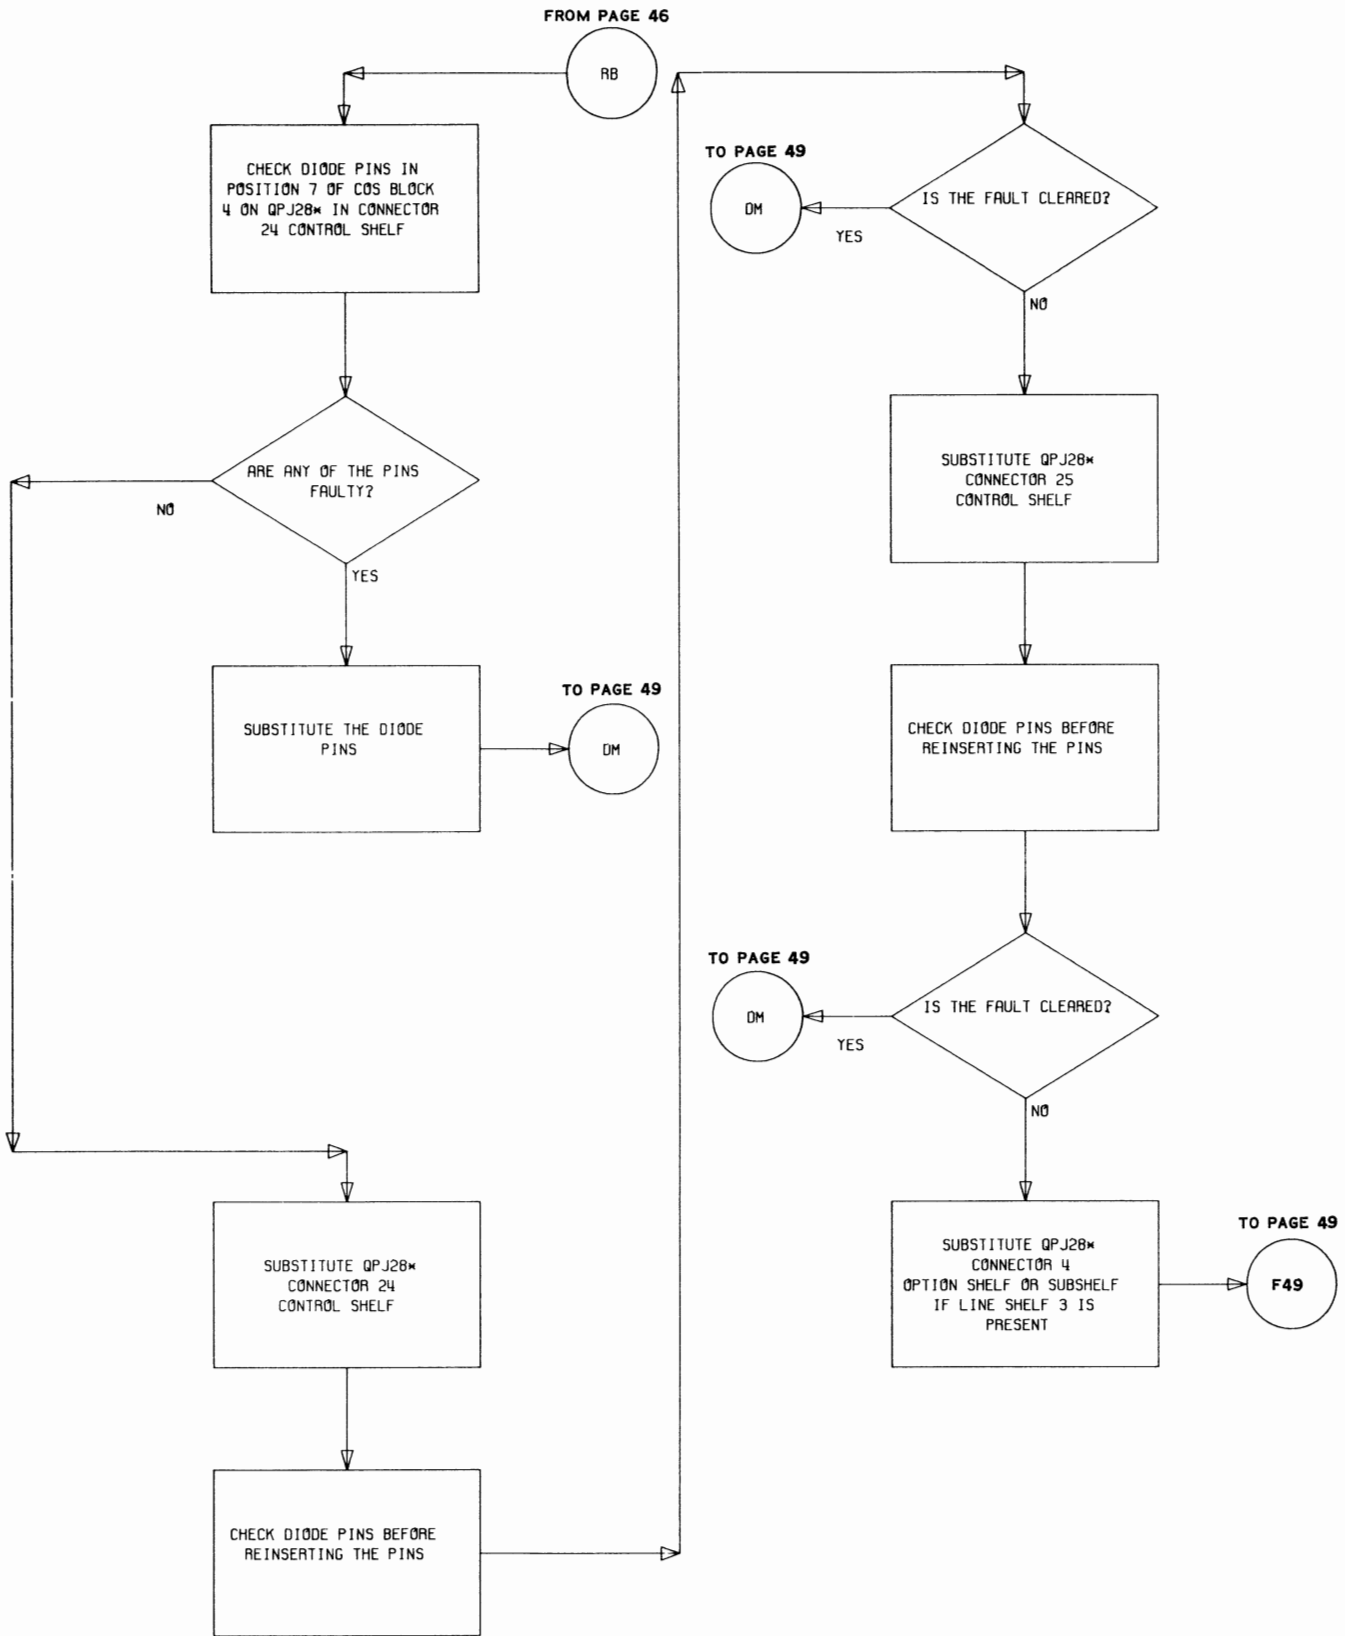 FROM PAGE 46
RB
CHECK DIODE PINS IN
POSITION 7 OF COS BLOCK
4 ON QPJ28* IN CONNECTOR
24 CONTROL SHELF
ARE ANY OF THE PINS
FAULTY?
NO
YES
SUBSTITUTE THE DIODE
PINS
TO PAGE 49
DM
SUBSTITUTE QPJ28*
CONNECTOR 24
CONTROL SHELF
CHECK DIODE PINS BEFORE
REINSERTING THE PINS
TO PAGE 49
DM
YES
IS THE FAULT CLEARED?
NO
SUBSTITUTE QPJ28*
CONNECTOR 25
CONTROL SHELF
CHECK DIODE PINS BEFORE
REINSERTING THE PINS
TO PAGE 49
DM
YES
IS THE FAULT CLEARED?
NO
SUBSTITUTE QPJ28*
CONNECTOR 4
OPTION SHELF OR SUBSHELF
IF LINE SHELF 3 IS
PRESENT
TO PAGE 49
F49